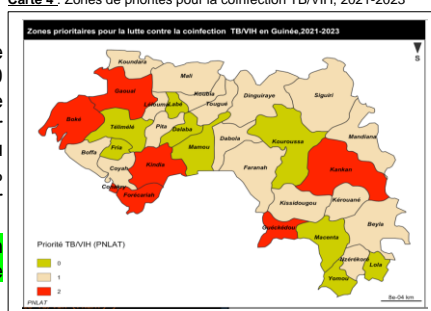 Carte 4 : Zones de priorités pour la lutte contre la coinfection TB/VIH, 2021-2023
Zones prioritaires pour la lutte contre la coinfection TB/VIH en Guinée,2021-2023
S
Koundara
Mali
Gaoual
Koubia
Lélouma
Labé
Tougué
Dinguiraye
Siguiri
Boké
Télimélé
Pita
Dalaba
Dabola
Kouroussa
Mandiana
Fria
Mamou
Boffa
Kindia
Kankan
Coyah
Faranah
Forécariah
Kissidougou
Kérouané
Beyla
Guéckédou
Macenta
Nzérékoré
Lola
Yomou
Priorité TB/VIH (PNLAT)
0
1
2
PNLAT